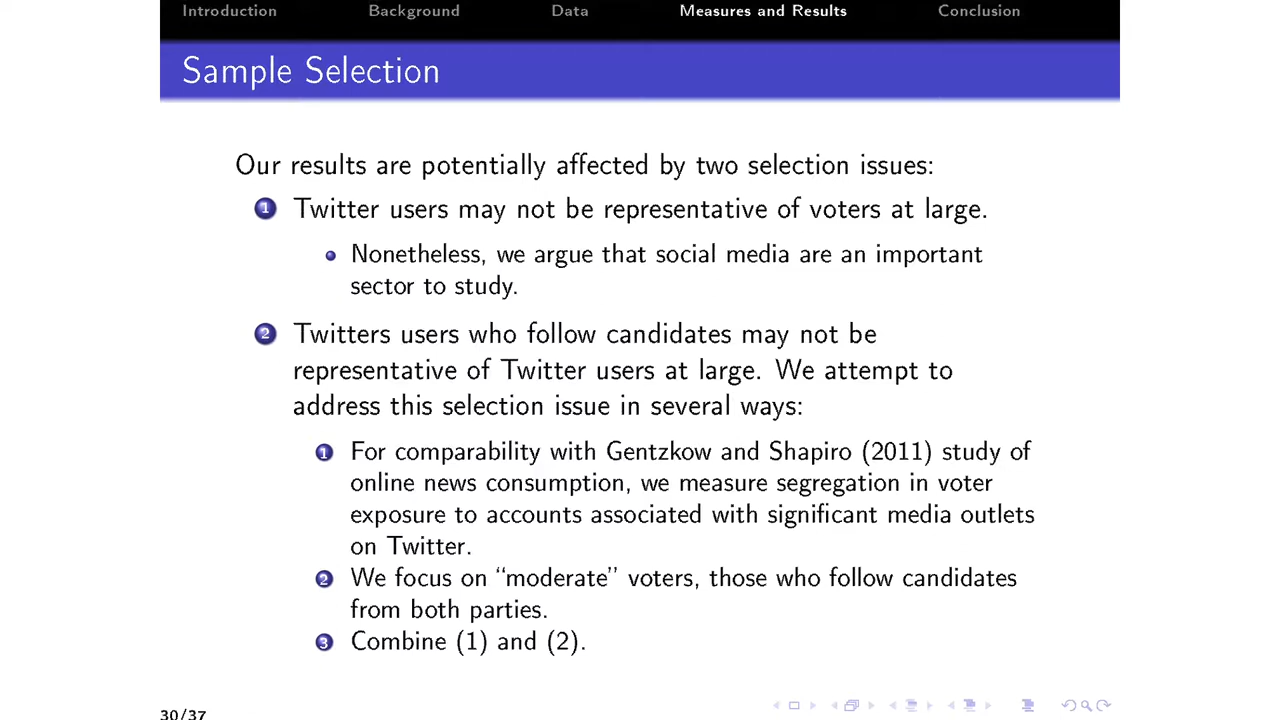 Introduction Background Data Measures and Results Conclusion
Sample Selection
Our results are potentially affected by two selection issues:
1 Twitter users may not be representative of voters at large.
• Nonetheless, we argue that social media are an important
sector to study.
2 Twitters users who follow candidates may not be
representative of Twitter users at large. We attempt to
address this selection issue in several ways:
1 For comparability with Gentzkow and Shapiro (2011) study of
online news consumption, we measure segregation in voter
exposure to accounts associated with significant media outlets
on Twitter.
2 We focus on “moderate” voters, those who follow candidates
from both parties.
3 Combine (1) and (2).
30/37